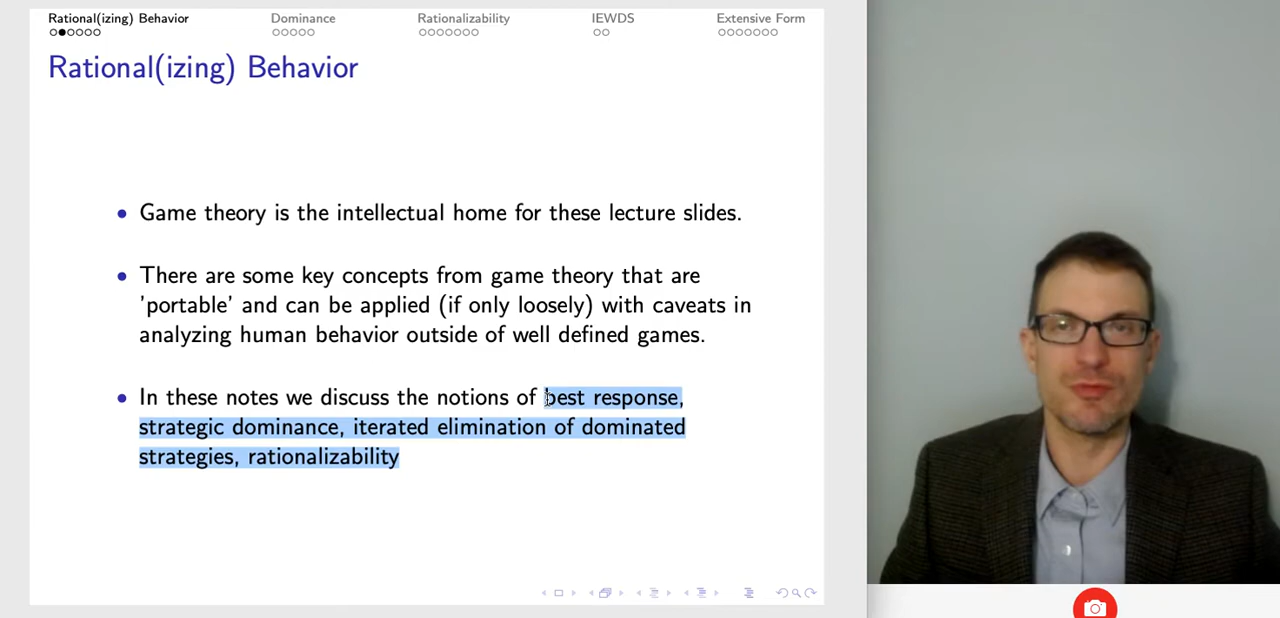 Rational(izing) Behavior Dominance Rationalizability IEWDS Extensive Form
Rational(izing) Behavior
Game theory is the intellectual home for these lecture slides.
There are some key concepts from game theory that are
'portable' and can be applied (if only loosely) with caveats in
analyzing human behavior outside of well defined games.
In these notes we discuss the notions of best response,
strategic dominance, iterated elimination of dominated
strategies, rationalizability